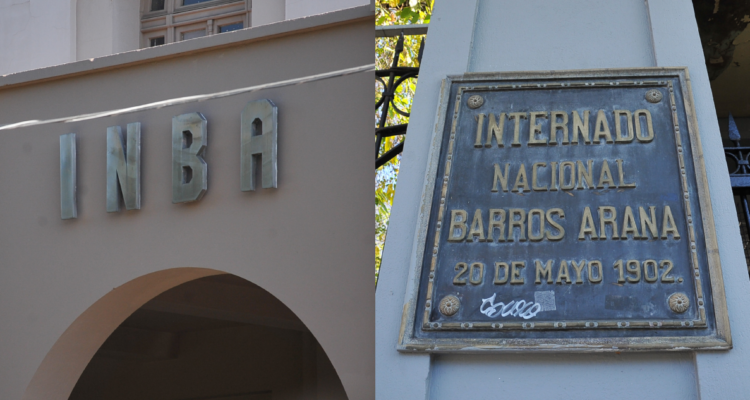 INBA
INTERNADO
NACIONAL
BARROS ARANA
20 DE MAYO 1902.